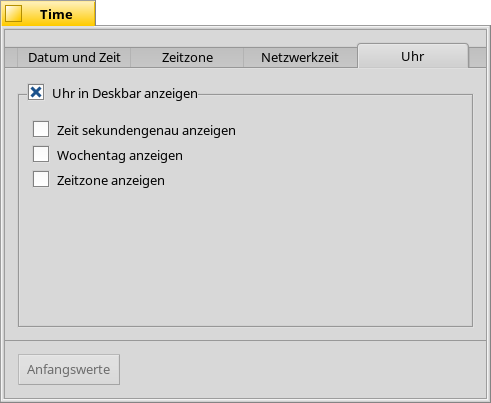 Time
Datum und Zeit
Zeitzone
Netzwerkzeit
Uhr
Uhr in Deskbar anzeigen
Zeit sekundengenau anzeigen
Wochentag anzeigen
Zeitzone anzeigen
Anfangswerte